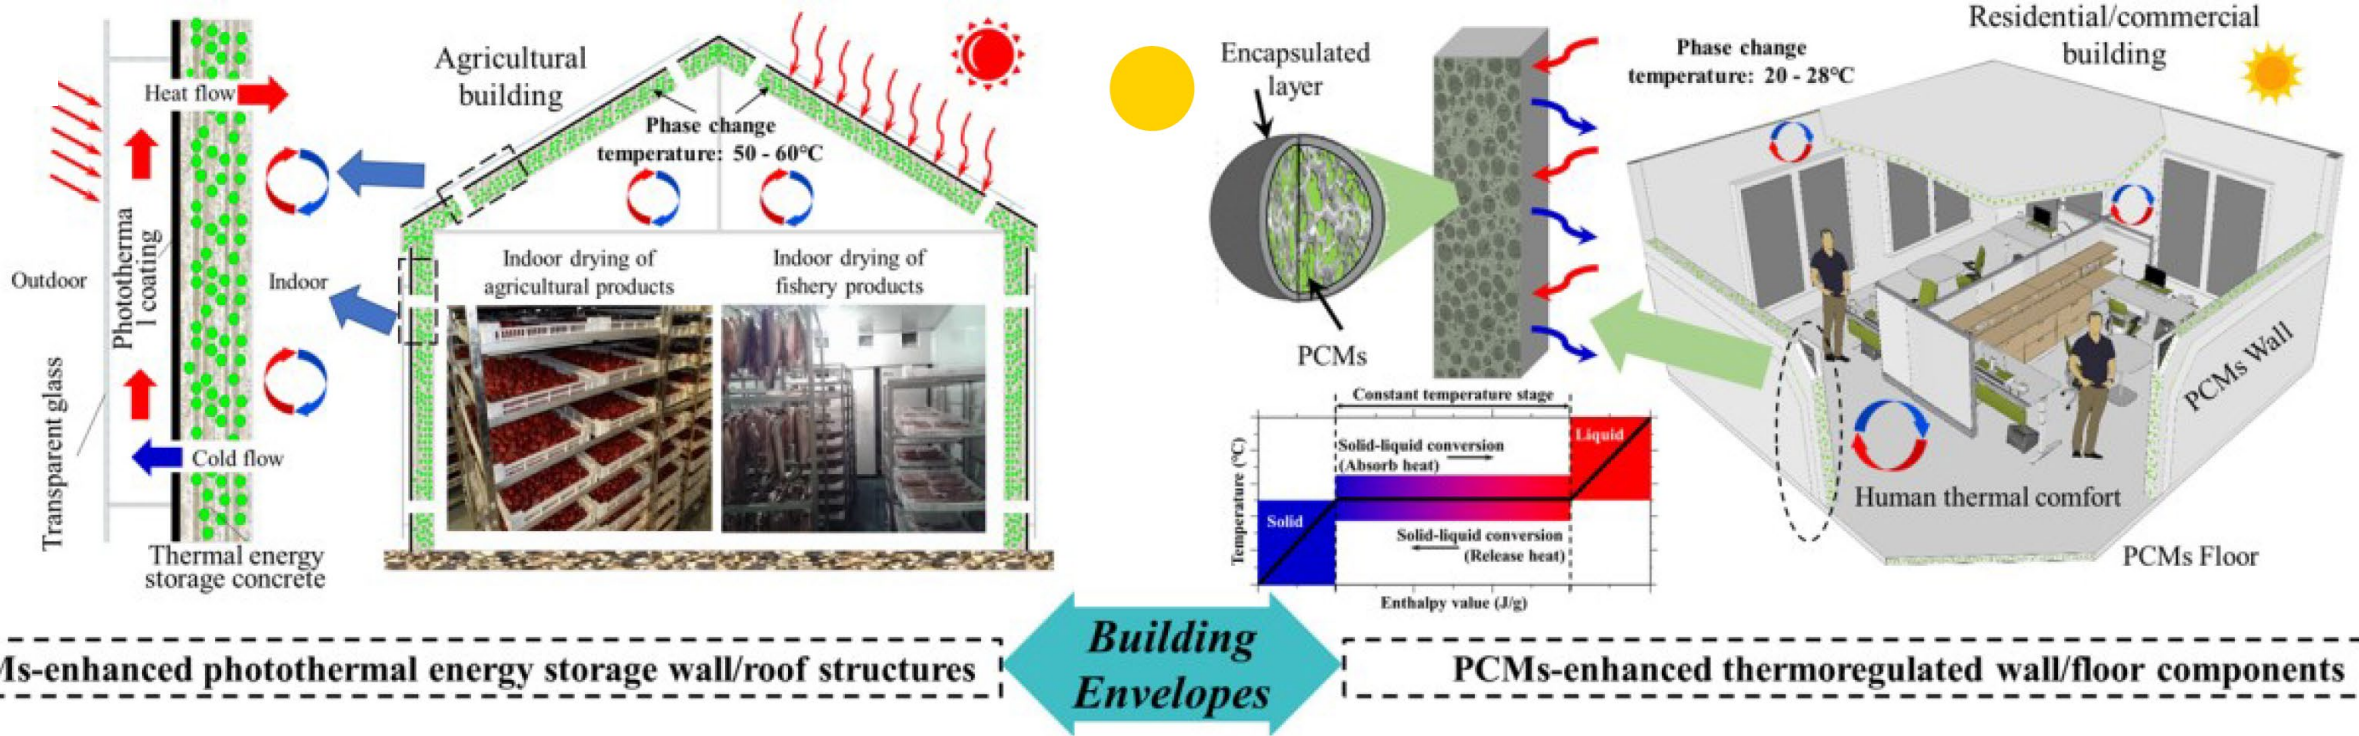 Heat flow
Outdoor
Photothermal
l coating
Transparent glass
Indoor
Cold flow
Thermal energy
storage concrete
Agricultural
building
Phase change
temperature: 50 - 60℃
Indoor drying of
agricultural products
Indoor drying of
fishery products
Encapsulated
layer
PCMs
Phase change
temperature: 20 - 28℃
Residential/commercial
building
PCMs Wall
Human thermal comfort
PCMs Floor
Constant temperature stage
Temperature (℃)
Solid-liquid conversion
(Absorb heat)
Liquid
Solid
Solid-liquid conversion
(Release heat)
Enthalpy value (J/g)
Ms-enhanced photothermal energy storage wall/roof structures
Building
Envelopes
PCMs-enhanced thermoregulated wall/floor components